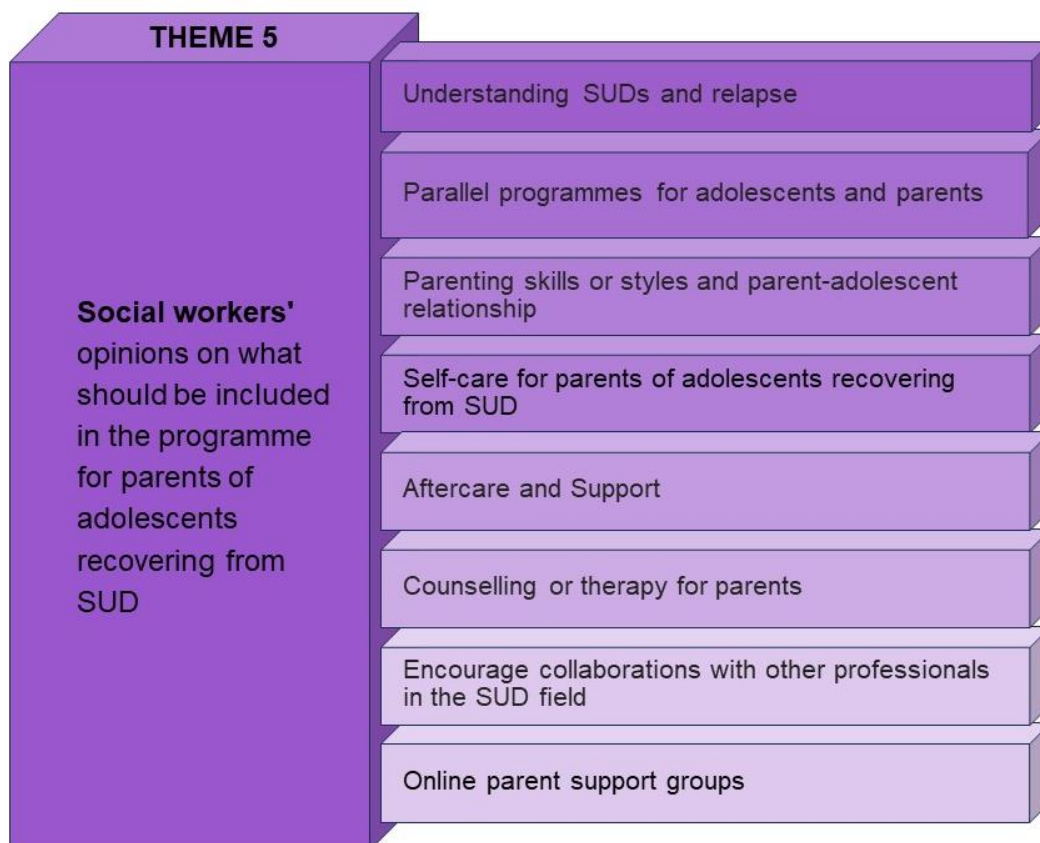 THEME 5
Social workers'
opinions on what
should be included
in the programme
for parents of
adolescents
recovering from
SUD
Understanding SUDs and relapse
Parallel programmes for adolescents and parents
Parenting skills or styles and parent-adolescent
relationship
Self-care for parents of adolescents recovering
from SUD
Aftercare and Support
Counselling or therapy for parents
Encourage collaborations with other professionals
in the SUD field
Online parent support groups